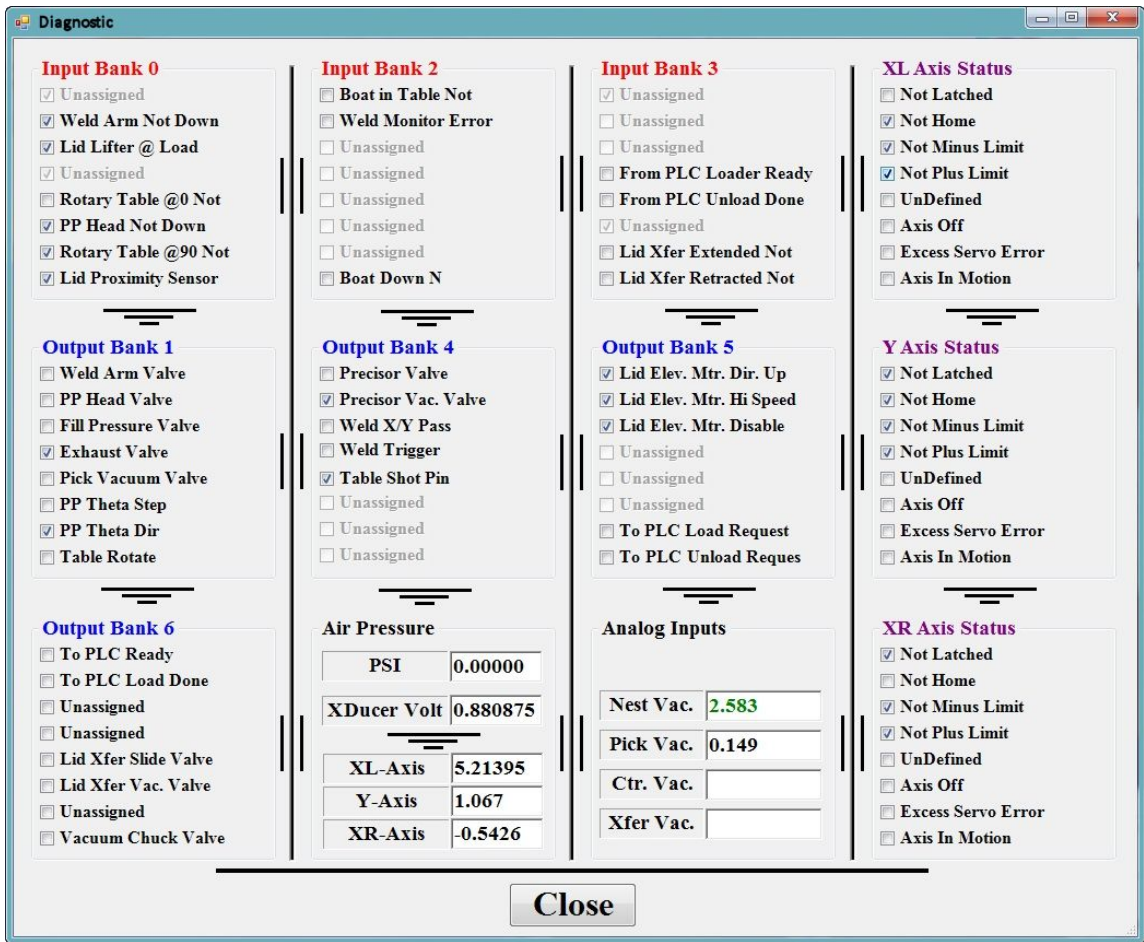 Diagnostic
Input Bank 0
Unassigned
Weld Arm Not Down
Lid Lifter @ Load
Unassigned
Rotary Table @0 Not
PP Head Not Down
Rotary Table @90 Not
Lid Proximity Sensor
Input Bank 2
Boat in Table Not
Weld Monitor Error
Unassigned
Unassigned
Unassigned
Unassigned
Unassigned
Boat Down N
Input Bank 3
Unassigned
Unassigned
Unassigned
From PLC Loader Ready
From PLC Unload Done
Unassigned
Lid Xfer Extended Not
Lid Xfer Retracted Not
XL Axis Status
Not Latched
Not Home
Not Minus Limit
Not Plus Limit
UnDefined
Axis Off
Excess Servo Error
Axis In Motion
Output Bank 1
Weld Arm Valve
PP Head Valve
Fill Pressure Valve
Exhaust Valve
Pick Vacuum Valve
PP Theta Step
PP Theta Dir
Table Rotate
Output Bank 4
Precisor Valve
Precisor Vac. Valve
Weld X/Y Pass
Weld Trigger
Table Shot Pin
Unassigned
Unassigned
Unassigned
Output Bank 5
Lid Elev. Mtr. Dir. Up
Lid Elev. Mtr. Hi Speed
Lid Elev. Mtr. Disable
Unassigned
Unassigned
Unassigned
To PLC Load Request
To PLC Unload Reques
Y Axis Status
Not Latched
Not Home
Not Minus Limit
Not Plus Limit
UnDefined
Axis Off
Excess Servo Error
Axis In Motion
Output Bank 6
To PLC Ready
To PLC Load Done
Unassigned
Unassigned
Lid Xfer Slide Valve
Lid Xfer Vac. Valve
Unassigned
Vacuum Chuck Valve
Air Pressure
PSI 0.00000
XDucer Volt 0.880875
XL-Axis 5.21395
Y-Axis 1.067
XR-Axis -0.5426
Analog Inputs
Nest Vac. 2.583
Pick Vac. 0.149
Ctr. Vac.
Xfer Vac.
XR Axis Status
Not Latched
Not Home
Not Minus Limit
Not Plus Limit
UnDefined
Axis Off
Excess Servo Error
Axis In Motion
Close